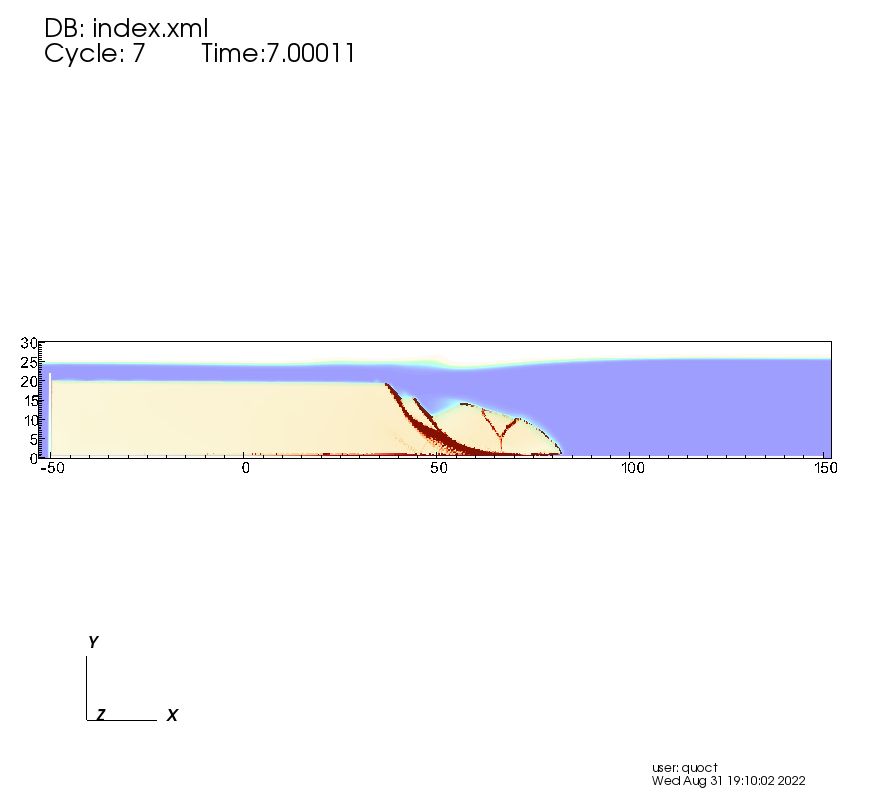 DB: index.xml
Cycle: 7 Time:7.00011
30
25
20
15
10
5
0
-50 0 50 100 150
Y
Z X
user: quoct
Wed Aug 31 19:10:02 2022